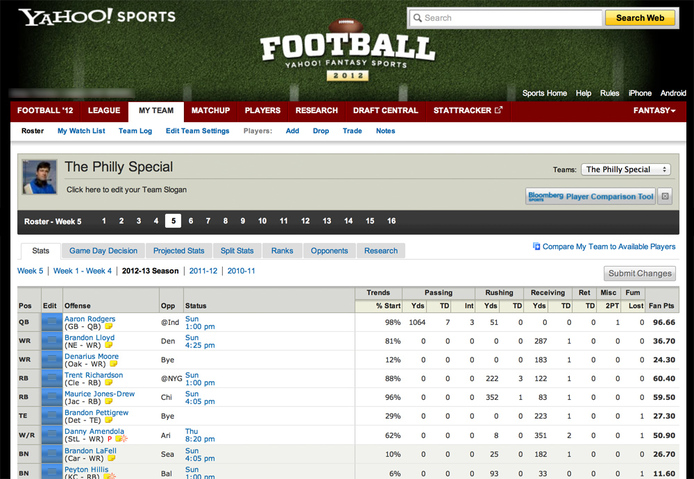 YAHOO! SPORTS
Search
Search Web
FOOTBALL
YAHOO! FANTASY SPORTS
2012
Sports Home Help Rules iPhone Android
FOOTBALL '12 LEAGUE MY TEAM MATCHUP PLAYERS RESEARCH DRAFT CENTRAL STATTRACKER FANTASY
Roster My Watch List Team Log Edit Team Settings Players: Add Drop Trade Notes
The Philly Special
Teams: The Philly Special
Click here to edit your Team Slogan
Bloomberg SPORTS Player Comparison Tool
Roster - Week 5 1 2 3 4 5 6 7 8 9 10 11 12 13 14 15 16
Stats Game Day Decision Projected Stats Split Stats Ranks Opponents Research
Compare My Team to Available Players
Week 5 | Week 1 - Week 4 | 2012-13 Season | 2011-12 | 2010-11
Submit Changes
Trends Passing Rushing Receiving Ret Misc Fum
Pos Edit Offense Opp Status % Start Yds TD Int Yds TD Yds TD TD 2PT Lost Fan Pts
QB Aaron Rodgers (GB - QB) @Ind Sun 1:00 pm 98% 1064 7 3 51 0 0 0 0 1 0 96.66
WR Brandon Lloyd (NE - WR) Den Sun 4:25 pm 81% 0 0 0 0 0 287 1 0 0 0 36.70
WR Denarius Moore (Oak - WR) Bye 12% 0 0 0 0 0 183 1 0 0 0 24.30
RB Trent Richardson (Cle - RB) @NYG Sun 1:00 pm 88% 0 0 0 222 3 122 1 0 0 0 60.40
RB Maurice Jones-Drew (Jac - RB) Chi Sun 4:05 pm 96% 0 0 0 352 1 83 1 0 0 0 59.50
TE Brandon Pettigrew (Det - TE) Bye 29% 0 0 0 0 0 223 1 0 0 1 27.30
W/R Danny Amendola (StL - WR) P Ari Thu 8:20 pm 62% 0 0 0 8 0 351 2 0 0 1 50.90
BN Brandon LaFell (Car - WR) Sea Sun 4:05 pm 10% 0 0 0 25 0 182 1 0 0 0 26.70
BN Peyton Hillis (KC - RB) Bal Sun 1:00 pm 6% 0 0 0 93 0 33 0 0 0 1 11.60